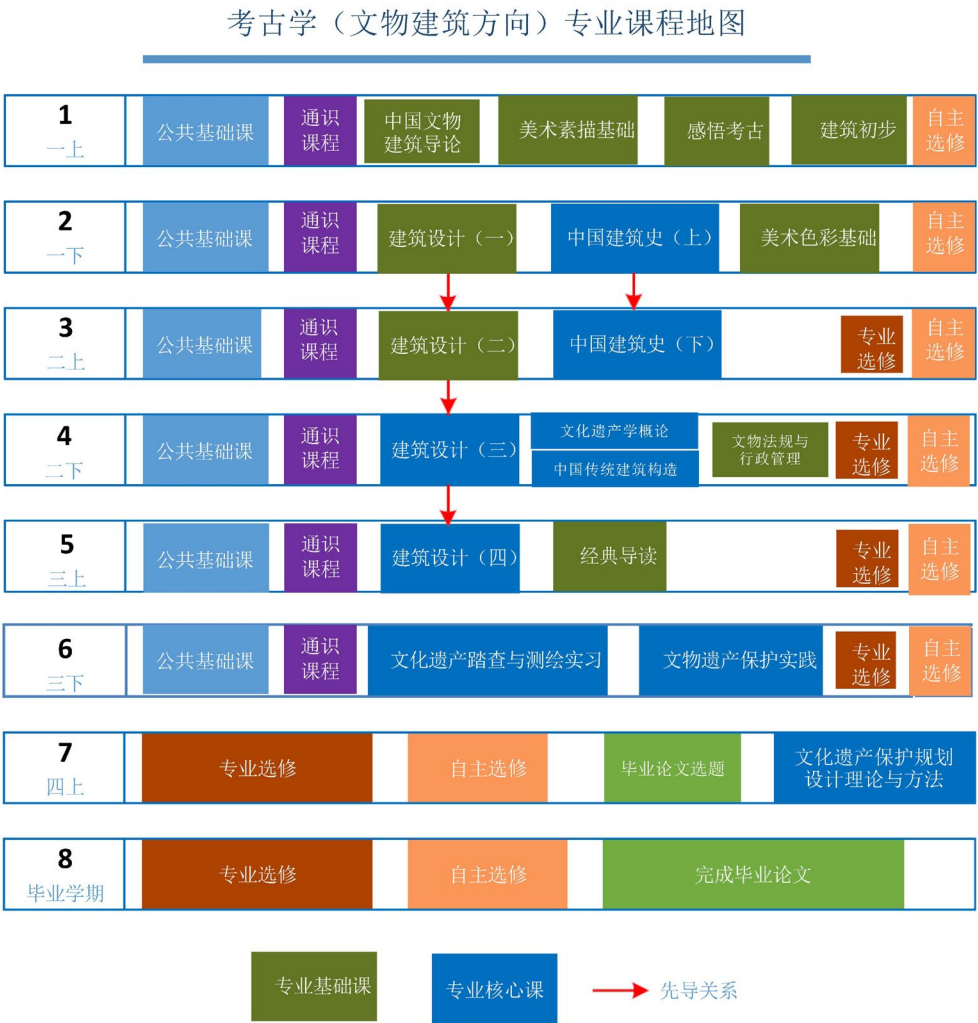 考古学（文物建筑方向）专业课程地图
1
一上
公共基础课
通识
课程
中国文物
建筑导论
美术素描基础
感悟考古
建筑初步
自主
选修
2
一下
公共基础课
通识
课程
建筑设计（一）
中国建筑史（上）
美术色彩基础
自主
选修
3
二上
公共基础课
通识
课程
建筑设计（二）
中国建筑史（下）
专业
选修
自主
选修
4
二下
公共基础课
通识
课程
建筑设计（三）
文化遗产学概论
中国传统建筑构造
文物法规与
行政管理
专业
选修
自主
选修
5
三上
公共基础课
通识
课程
建筑设计（四）
经典导读
专业
选修
自主
选修
6
三下
公共基础课
通识
课程
文化遗产踏查与测绘实习
文物遗产保护实践
专业
选修
自主
选修
7
四上
专业选修
自主选修
毕业论文选题
文化遗产保护规划
设计理论与方法
8
毕业学期
专业选修
自主选修
完成毕业论文
专业基础课
专业核心课
先导关系